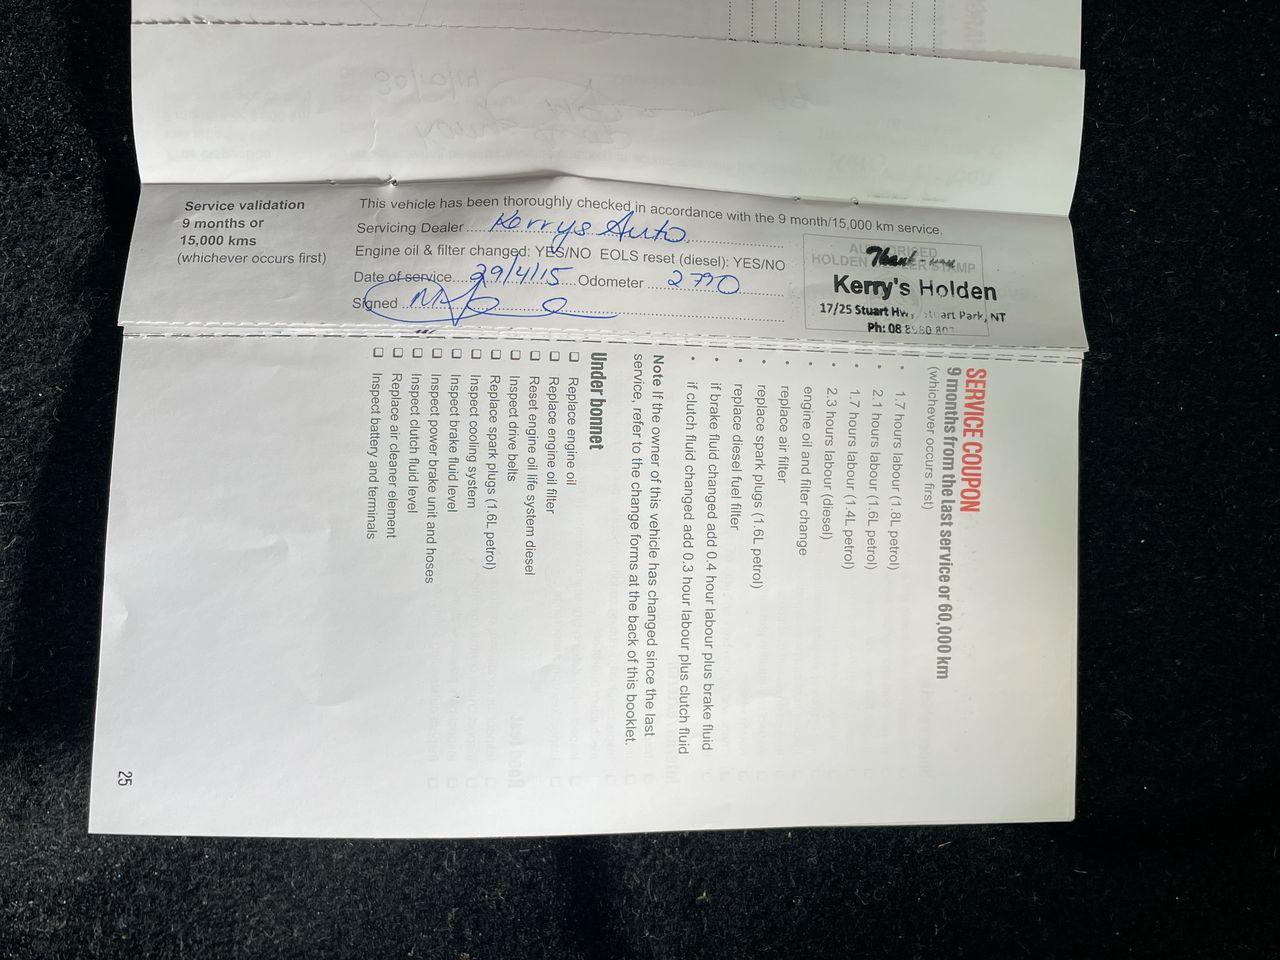 Service validation
9 months or
15,000 kms
(whichever occurs first)
This vehicle has been thoroughly checked in accordance with the 9 month/15,000 km service.
Servicing Dealer Kerrys Auto
Engine oil & filter changed: YES/NO EOLS reset (diesel): YES/NO
Date of service 29/4/15 Odometer 2790
Signed
AUTHORISED
HOLDEN DEALER STAMP
Thank-you
Kerry's Holden
17/25 Stuart Hwy, Stuart Park, NT
Ph: 08
SERVICE COUPON
9 months from the last service or 60,000 km
(whichever occurs first)
• 1.7 hours labour (1.8L petrol)
• 2.1 hours labour (1.6L petrol)
• 1.7 hours labour (1.4L petrol)
• 2.3 hours labour (diesel)
• engine oil and filter change
• replace air filter
• replace spark plugs (1.6L petrol)
• replace diesel fuel filter
• if brake fluid changed add 0.4 hour labour plus brake fluid
• if clutch fluid changed add 0.3 hour labour plus clutch fluid
Note If the owner of this vehicle has changed since the last
service, refer to the change forms at the back of this booklet.
Under bonnet
☐ Replace engine oil
☐ Replace engine oil filter
☐ Reset engine oil life system diesel
☐ Inspect drive belts
☐ Replace spark plugs (1.6L petrol)
☐ Inspect cooling system
☐ Inspect brake fluid level
☐ Inspect power brake unit and hoses
☐ Inspect clutch fluid level
☐ Replace air cleaner element
☐ Inspect battery and terminals
25